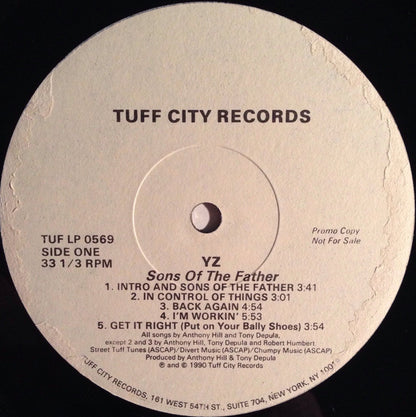 TUFF CITY RECORDS
TUF LP 0569
SIDE ONE
33 1/3 RPM
Promo Copy
Not For Sale
YZ
Sons Of The Father
1. INTRO AND SONS OF THE FATHER 3:41
2. IN CONTROL OF THINGS 3:01
3. BACK AGAIN 4:54
4. I'M WORKIN' 5:53
5. GET IT RIGHT (Put on Your Bally Shoes) 3:54
All songs by Anthony Hill and Tony Depula,
except 2 and 3 by Anthony Hill, Tony Depula and Robert Humbert.
Street Tuff Tunes (ASCAP)/Divert Music (ASCAP)/Chumpy Music (ASCAP)
Produced by Anthony Hill & Tony Depula
℗ and © 1990 Tuff City Records
TUFF CITY RECORDS, 161 WEST 54TH ST., SUITE 704, NEW YORK, NY